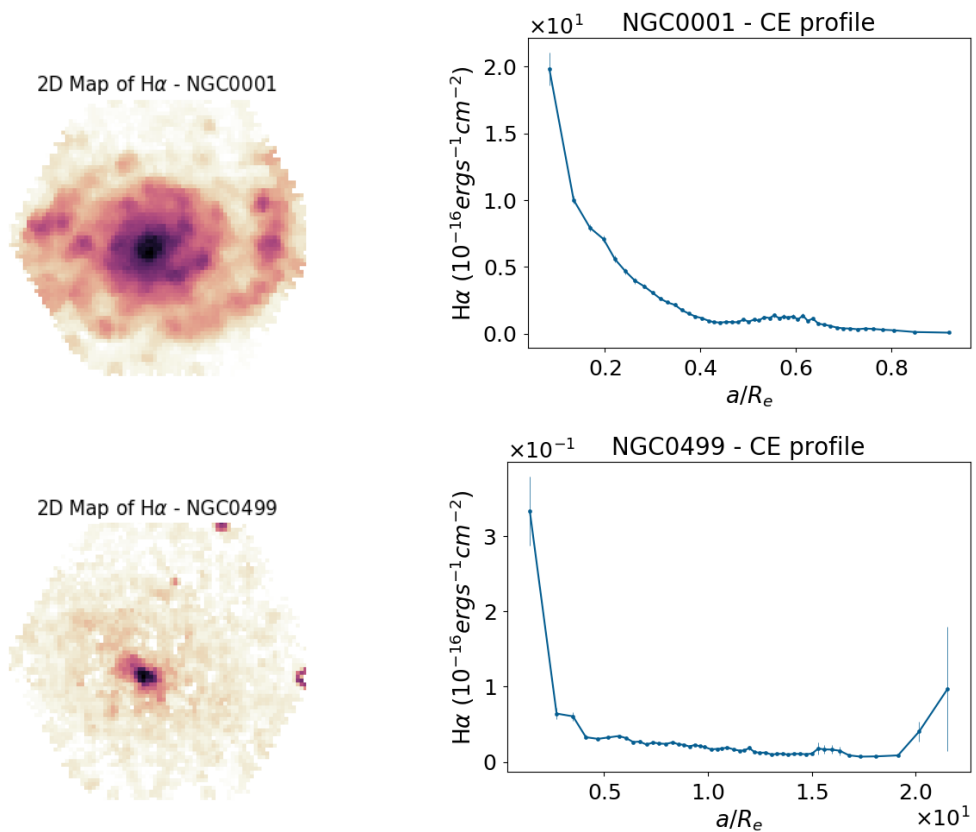 2D Map of Hα - NGC0001
×10¹ NGC0001 - CE profile
Hα (10⁻¹⁶ergs⁻¹cm⁻²)
2.0
1.5
1.0
0.5
0.0
0.2 0.4 0.6 0.8
a/Rₑ
2D Map of Hα - NGC0499
×10⁻¹ NGC0499 - CE profile
Hα (10⁻¹⁶ergs⁻¹cm⁻²)
3
2
1
0
0.5 1.0 1.5 2.0
×10¹
a/Rₑ